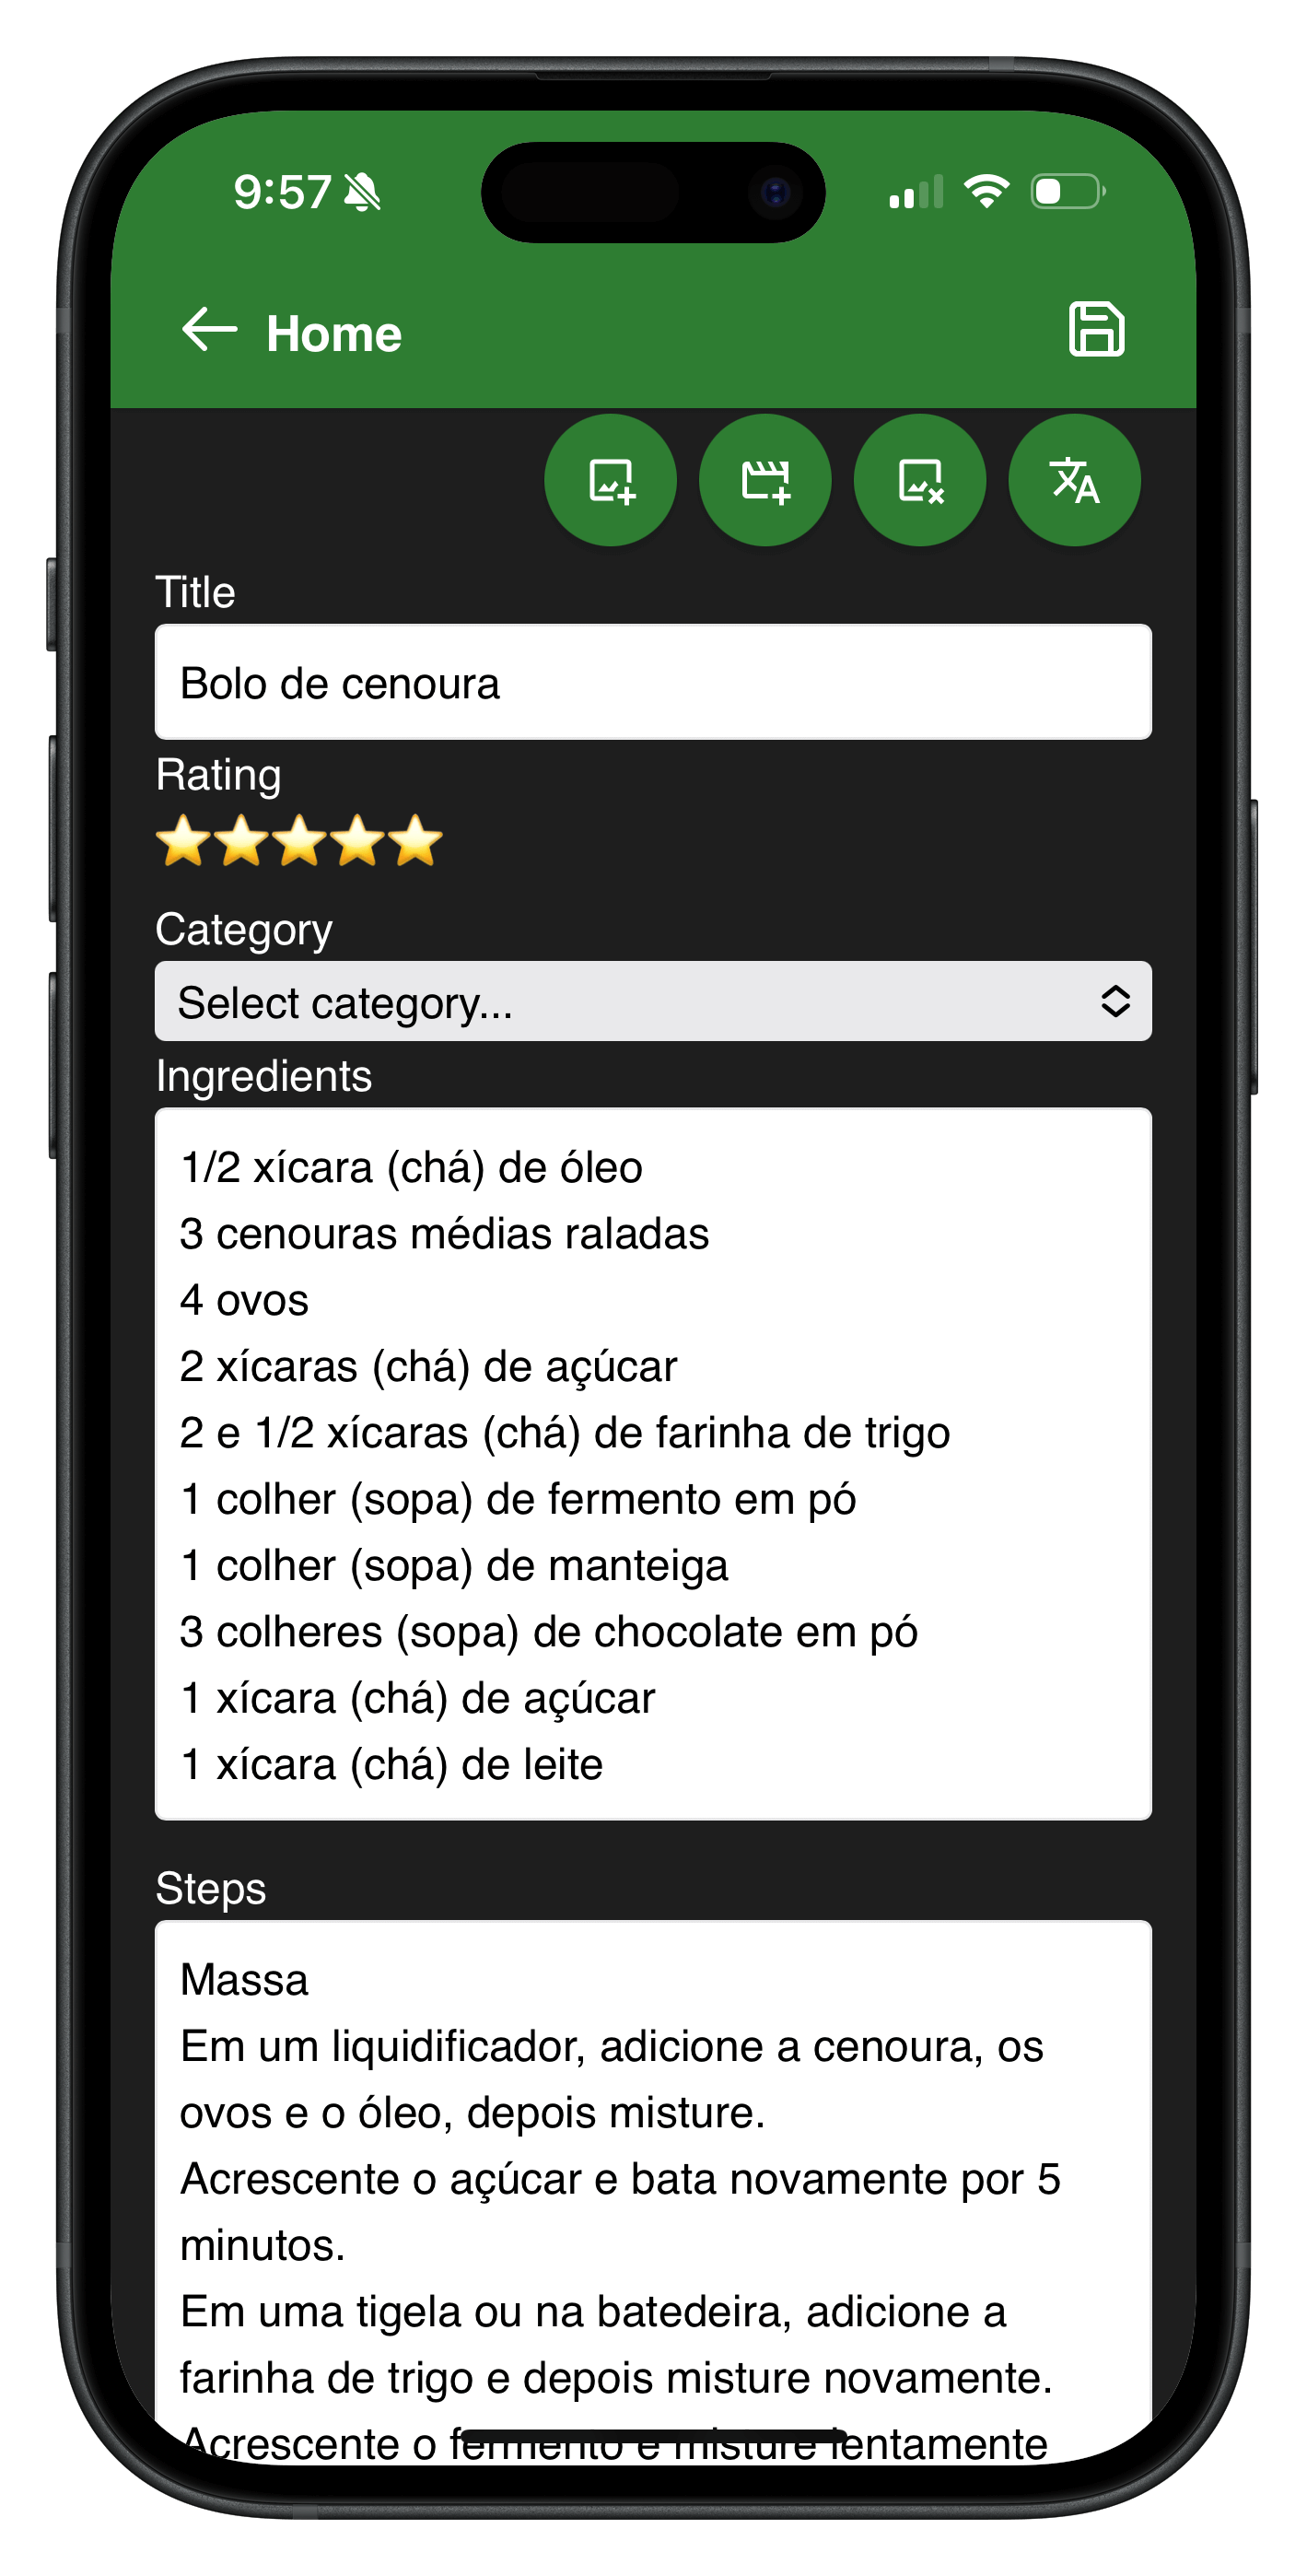 9:57
Home
Title
Bolo de cenoura
Rating
Category
Select category...
Ingredients
1/2 xícara (chá) de óleo
3 cenouras médias raladas
4 ovos
2 xícaras (chá) de açúcar
2 e 1/2 xícaras (chá) de farinha de trigo
1 colher (sopa) de fermento em pó
1 colher (sopa) de manteiga
3 colheres (sopa) de chocolate em pó
1 xícara (chá) de açúcar
1 xícara (chá) de leite
Steps
Massa
Em um liquidificador, adicione a cenoura, os
ovos e o óleo, depois misture.
Acrescente o açúcar e bata novamente por 5
minutos.
Em uma tigela ou na batedeira, adicione a
farinha de trigo e depois misture novamente.
Acrescente o fermento e misture lentamente